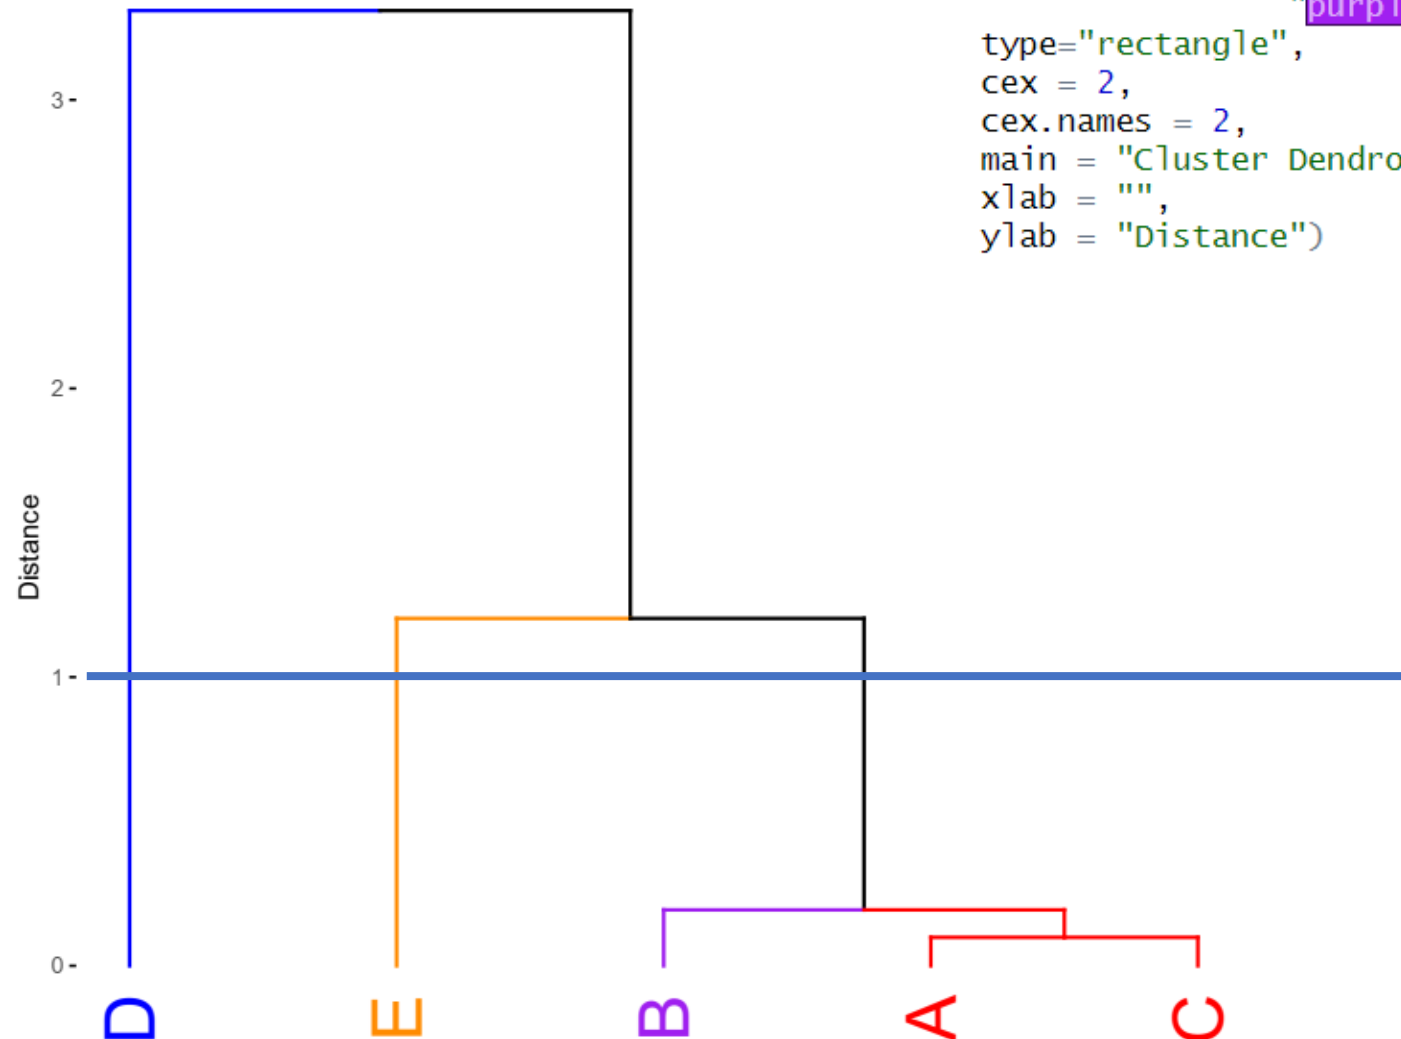 type="rectangle",
cex = 2,
cex.names = 2,
main = "Cluster Dendro
xlab = "",
ylab = "Distance")
3
2
Distance
1
0
D E B A C